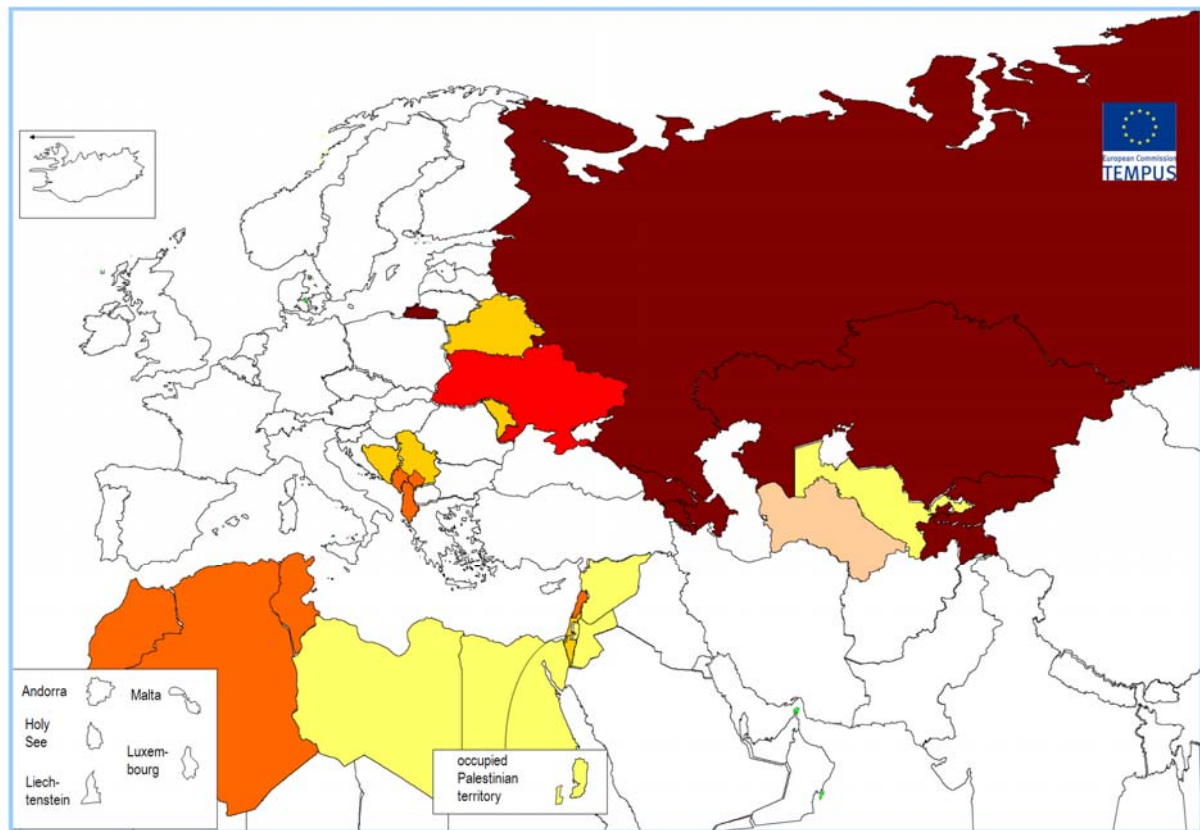 European Commission
TEMPUS
Andorra
Malta
Holy
See
Luxem-
bourg
Liech-
tenstein
occupied
Palestinian
territory